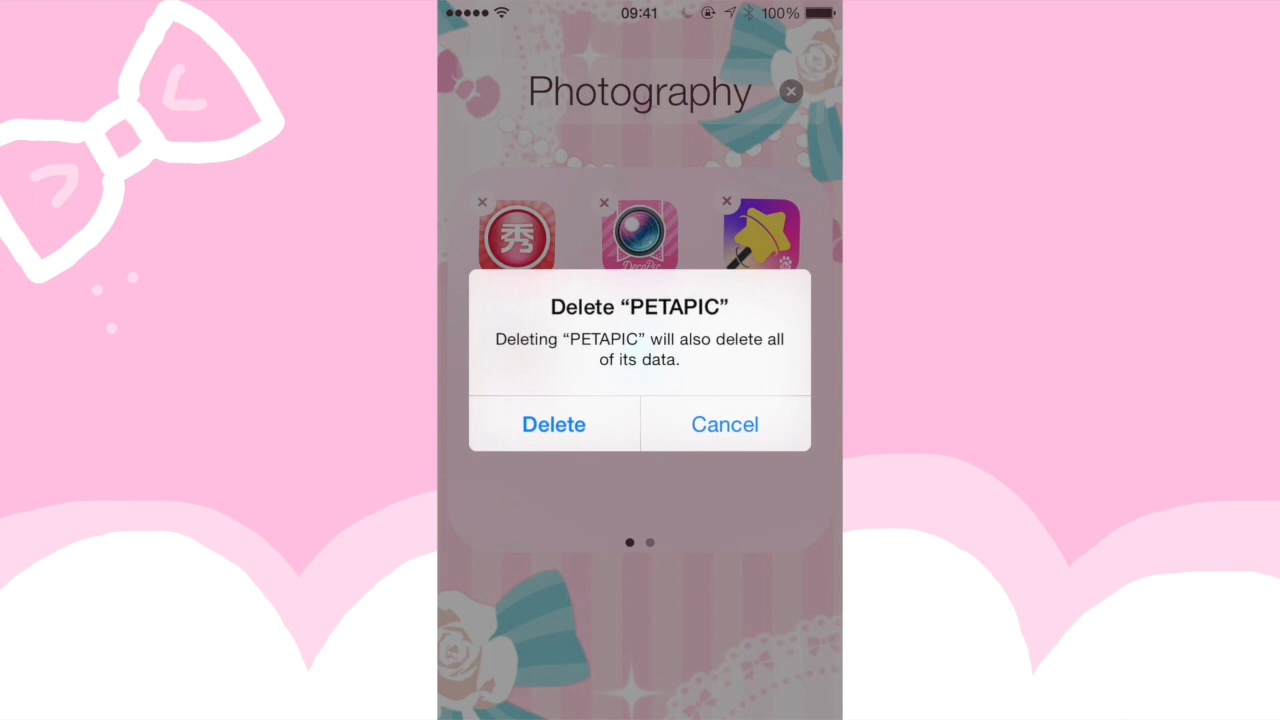 09:41
100%
Photography
秀
DecoPic
Delete “PETAPIC”
Deleting “PETAPIC” will also delete all
of its data.
Delete
Cancel